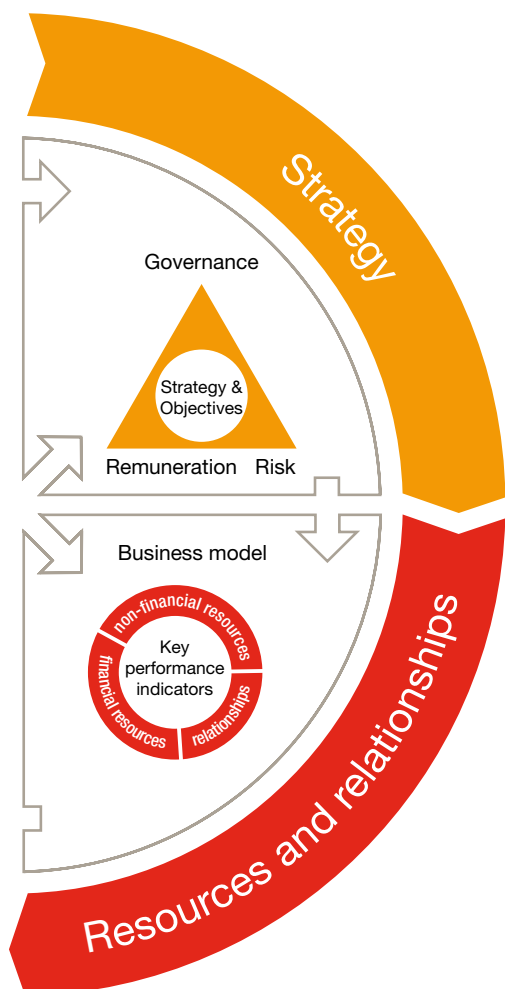 Strategy
Governance
Strategy &
Objectives
Remuneration Risk
Business model
non-financial resources
Key
performance
indicators
financial resources
relationships
Resources and relationships